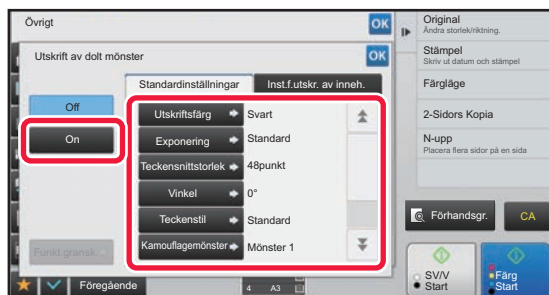 Övrigt
OK
Utskrift av dolt mönster
OK
Standardinställningar
Inst.f.utskr. av inneh.
Off
On
Utskriftsfärg
Svart
Exponering
Standard
Teckensnittstorlek
48punkt
Vinkel
0°
Teckenstil
Standard
Kamouflagemönster
Mönster 1
Funkt.gransk.
Föregående
4 A3
Original
Ändra storlek/riktning.
Stämpel
Skriv ut datum och stämpel
Färgläge
2-Sidors Kopia
N-upp
Placera flera sidor på en sida
Förhandsgr.
CA
SV/V
Start
Färg
Start